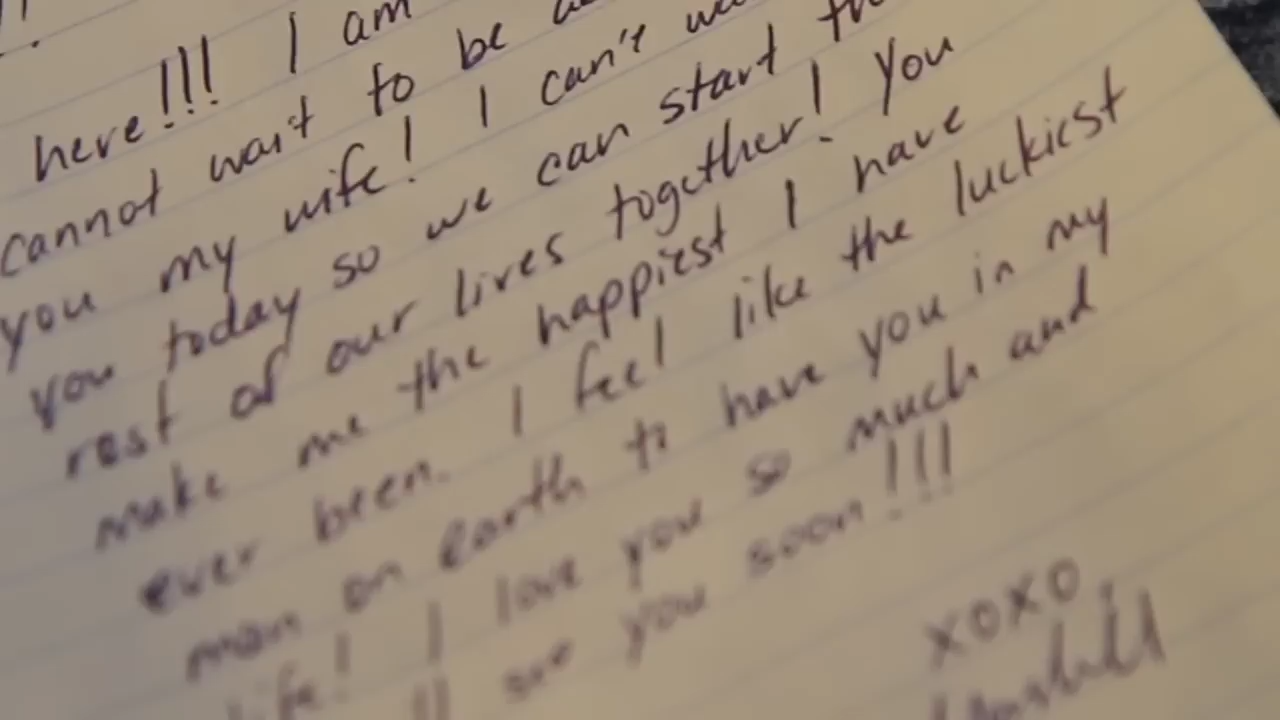 here!!! I am
cannot wait to be
you my wife! I can't
you today so we can start
rest of our lives together! You
make me the happiest I have
ever been. I feel like the luckiest
man on earth to have you in my
life! I love you so much and
see you soon!!!
xoxo,